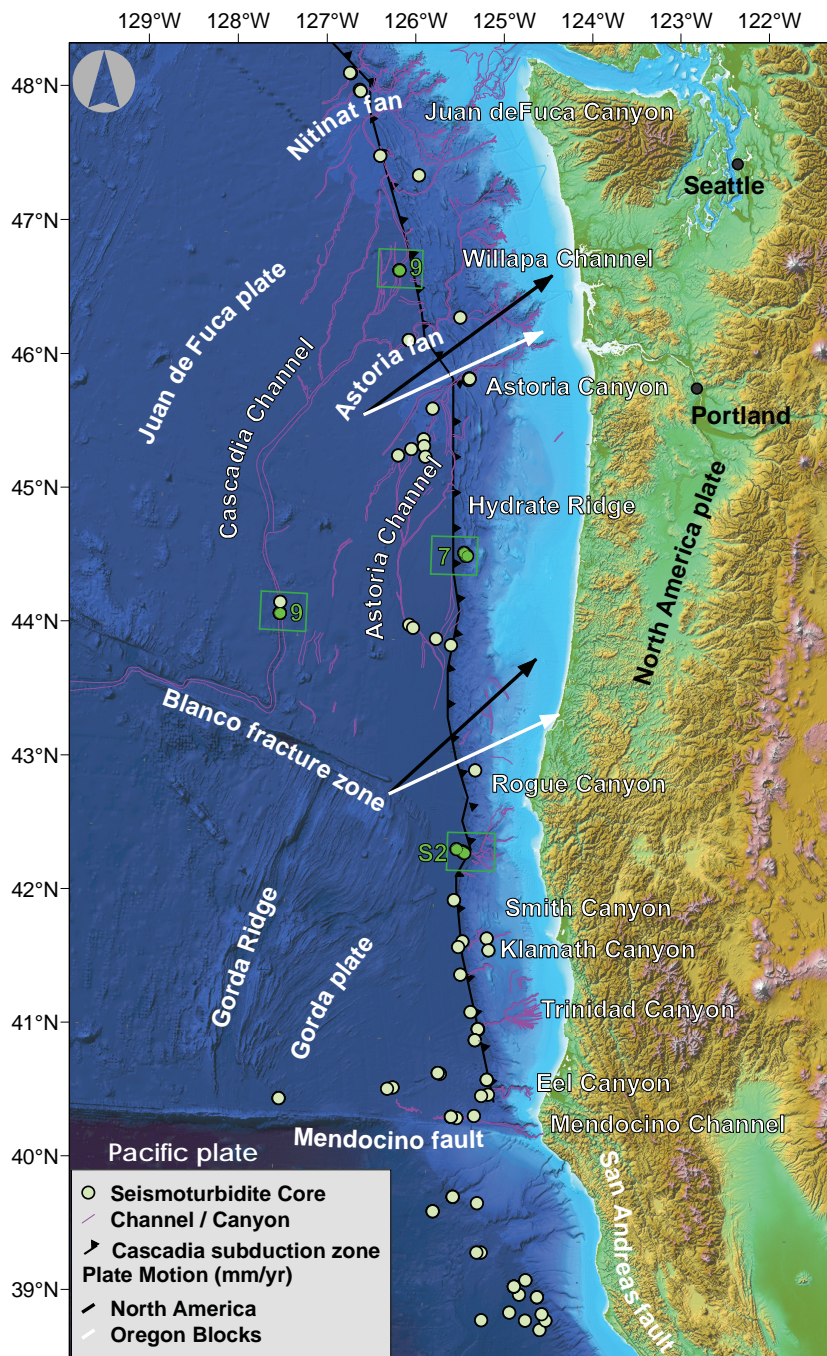 129°W 128°W 127°W 126°W 125°W 124°W 123°W 122°W
48°N
Nitinat fan
Juan deFuca Canyon
Seattle
47°N
Willapa Channel
9
Juan de Fuca plate
46°N
Astoria fan
Cascadia Channel
Astoria Canyon
Portland
45°N
Astoria Channel
Hydrate Ridge
North America plate
7
44°N
9
Blanco fracture zone
43°N
Rogue Canyon
S2
42°N
Smith Canyon
Klamath Canyon
Gorda Ridge
Gorda plate
41°N
Trinidad Canyon
Eel Canyon
Mendocino Channel
Mendocino fault
40°N
Pacific plate
San Andreas fault
Seismoturbidite Core
Channel / Canyon
Cascadia subduction zone
Plate Motion (mm/yr)
39°N
North America
Oregon Blocks